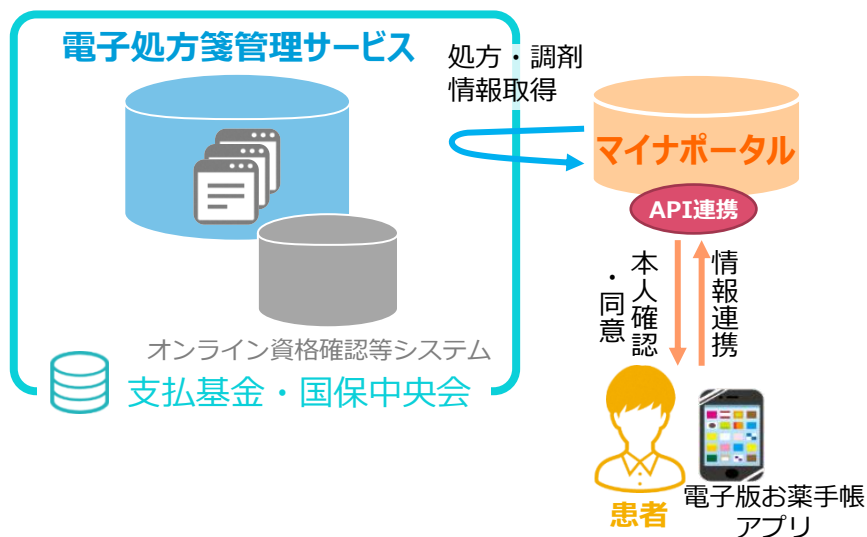 電子処方箋管理サービス
処方・調剤
情報取得
マイナポータル
API連携
本人確認
・同意
情報連携
オンライン資格確認等システム
支払基金・国保中央会
患者
電子版お薬手帳
アプリ